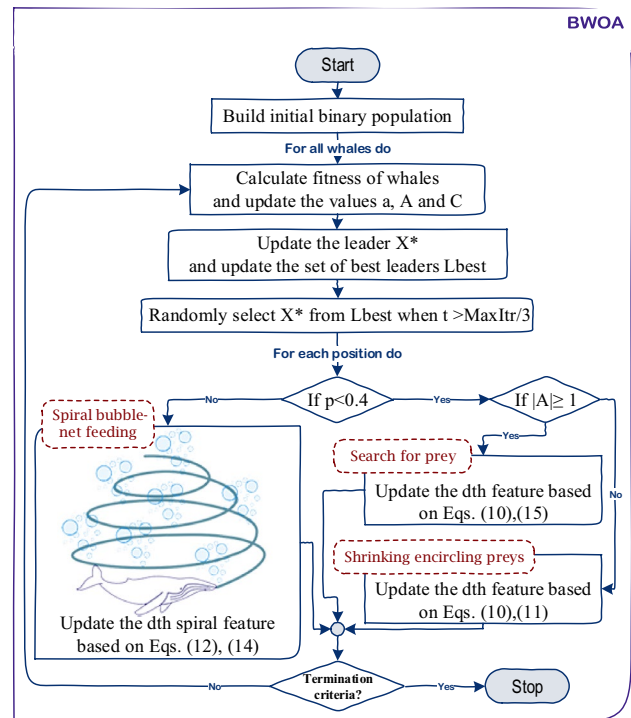 BWOA
Start
Build initial binary population
For all whales do
Calculate fitness of whales
and update the values a, A and C
Update the leader X*
and update the set of best leaders Lbest
Randomly select X* from Lbest when t >MaxItr/3
For each position do
If p<0.4
No
Yes
If |A|≥ 1
Spiral bubble-
net feeding
Yes
Search for prey
Update the dth feature based
on Eqs. (10),(15)
No
Shrinking encircling preys
Update the dth feature based
on Eqs. (10),(11)
Update the dth spiral feature
based on Eqs. (12), (14)
Termination
criteria?
No
Yes
Stop